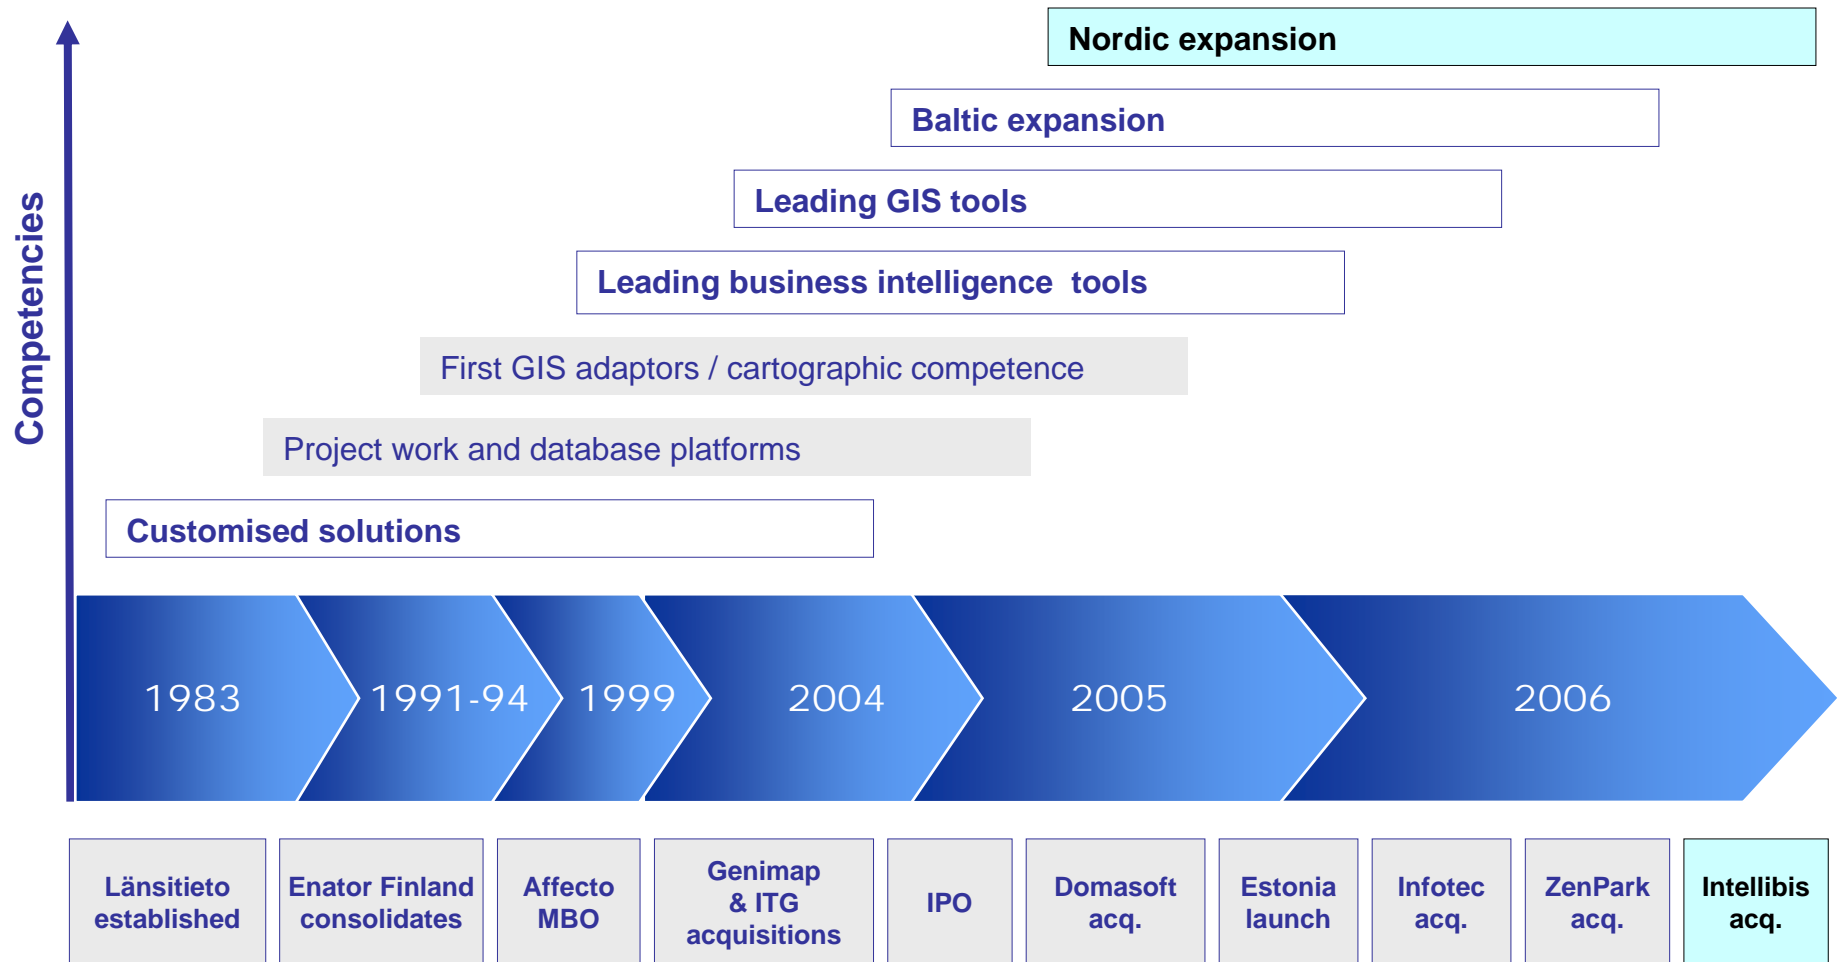 Nordic expansion
Baltic expansion
Leading GIS tools
Leading business intelligence  tools
First GIS adaptors / cartographic competence
Project work and database platforms
Customised solutions
Competencies
1983
1991-94
1999
2004
2005
2006
Länsitieto
established
Enator Finland
consolidates
Affecto
MBO
Genimap
& ITG
acquisitions
IPO
Domasoft
acq.
Estonia
launch
Infotec
acq.
ZenPark
acq.
Intellibis
acq.